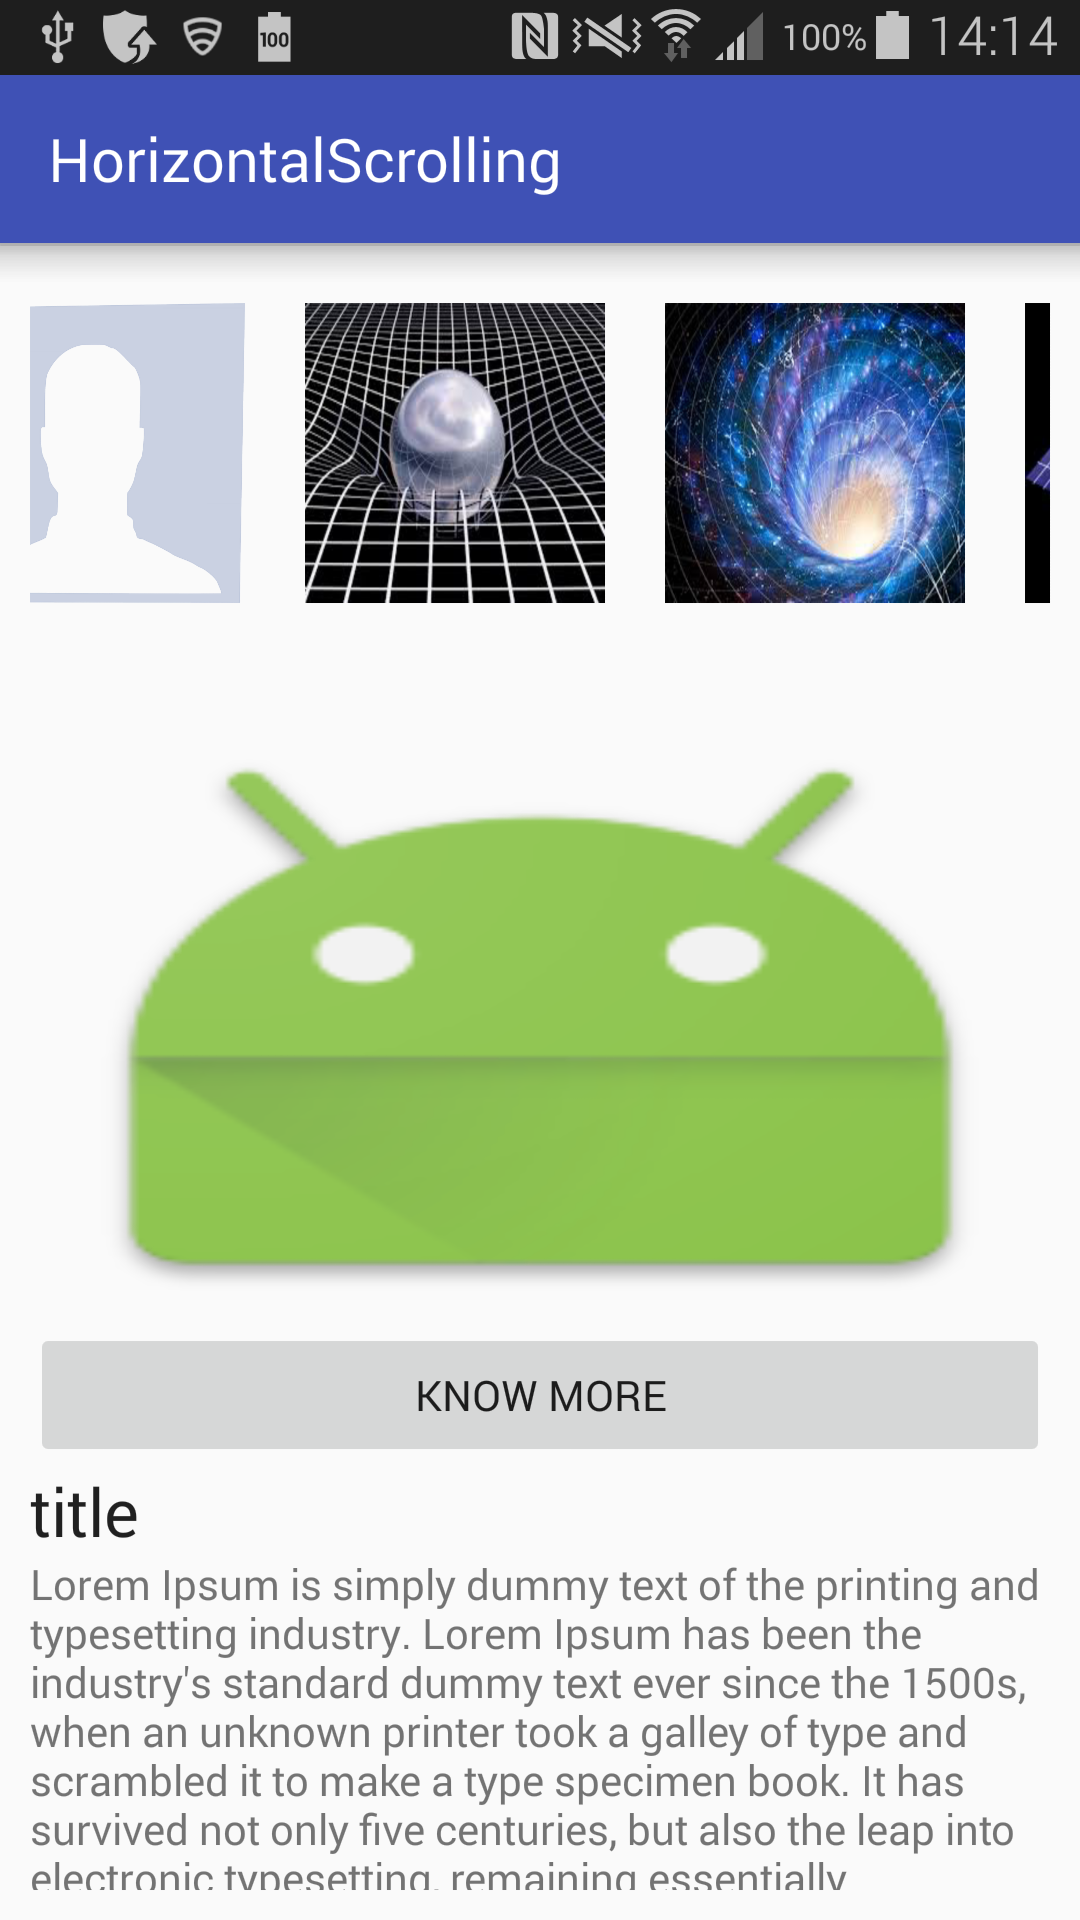 100 100% 14:14
HorizontalScrolling
KNOW MORE
title
Lorem Ipsum is simply dummy text of the printing and
typesetting industry. Lorem Ipsum has been the
industry's standard dummy text ever since the 1500s,
when an unknown printer took a galley of type and
scrambled it to make a type specimen book. It has
survived not only five centuries, but also the leap into
electronic typesetting, remaining essentially